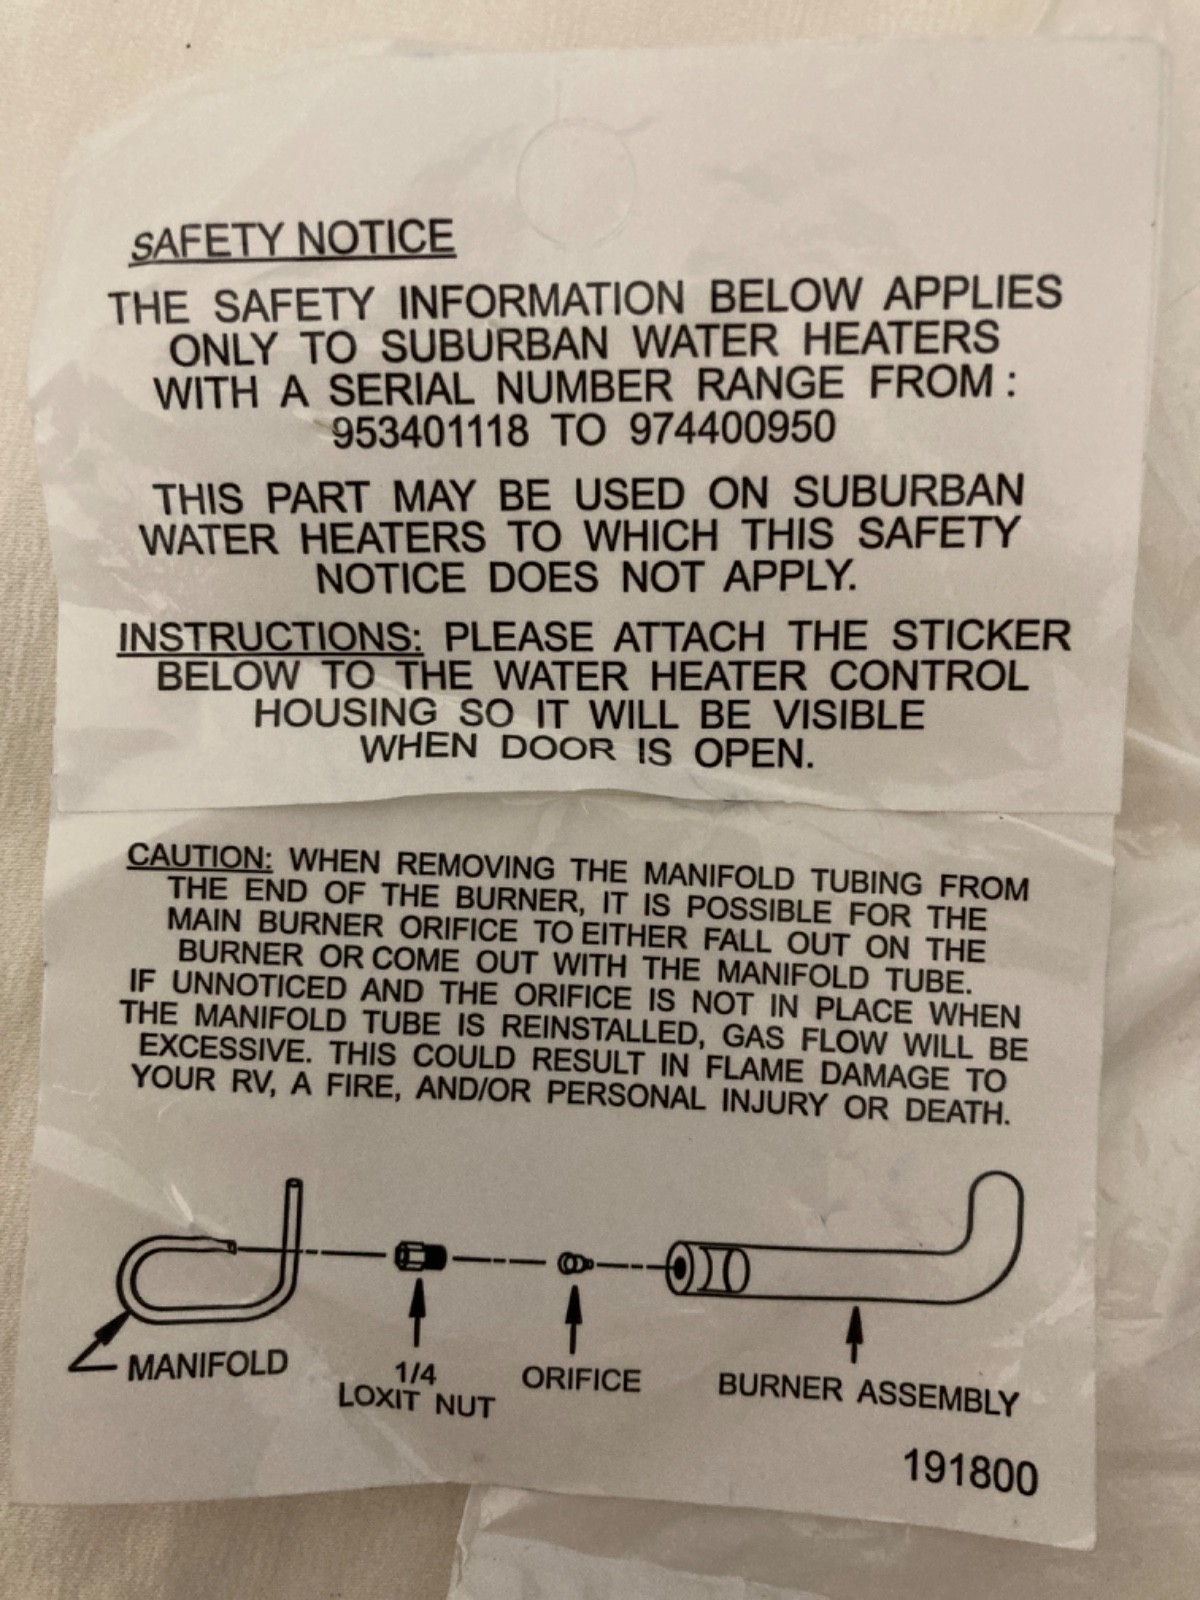 SAFETY NOTICE
THE SAFETY INFORMATION BELOW APPLIES
ONLY TO SUBURBAN WATER HEATERS
WITH A SERIAL NUMBER RANGE FROM :
953401118 TO 974400950
THIS PART MAY BE USED ON SUBURBAN
WATER HEATERS TO WHICH THIS SAFETY
NOTICE DOES NOT APPLY.
INSTRUCTIONS: PLEASE ATTACH THE STICKER
BELOW TO THE WATER HEATER CONTROL
HOUSING SO IT WILL BE VISIBLE
WHEN DOOR IS OPEN.
CAUTION: WHEN REMOVING THE MANIFOLD TUBING FROM
THE END OF THE BURNER, IT IS POSSIBLE FOR THE
MAIN BURNER ORIFICE TO EITHER FALL OUT ON THE
BURNER OR COME OUT WITH THE MANIFOLD TUBE.
IF UNNOTICED AND THE ORIFICE IS NOT IN PLACE WHEN
THE MANIFOLD TUBE IS REINSTALLED, GAS FLOW WILL BE
EXCESSIVE. THIS COULD RESULT IN FLAME DAMAGE TO
YOUR RV, A FIRE, AND/OR PERSONAL INJURY OR DEATH.
MANIFOLD
1/4
LOXIT NUT
ORIFICE
BURNER ASSEMBLY
191800